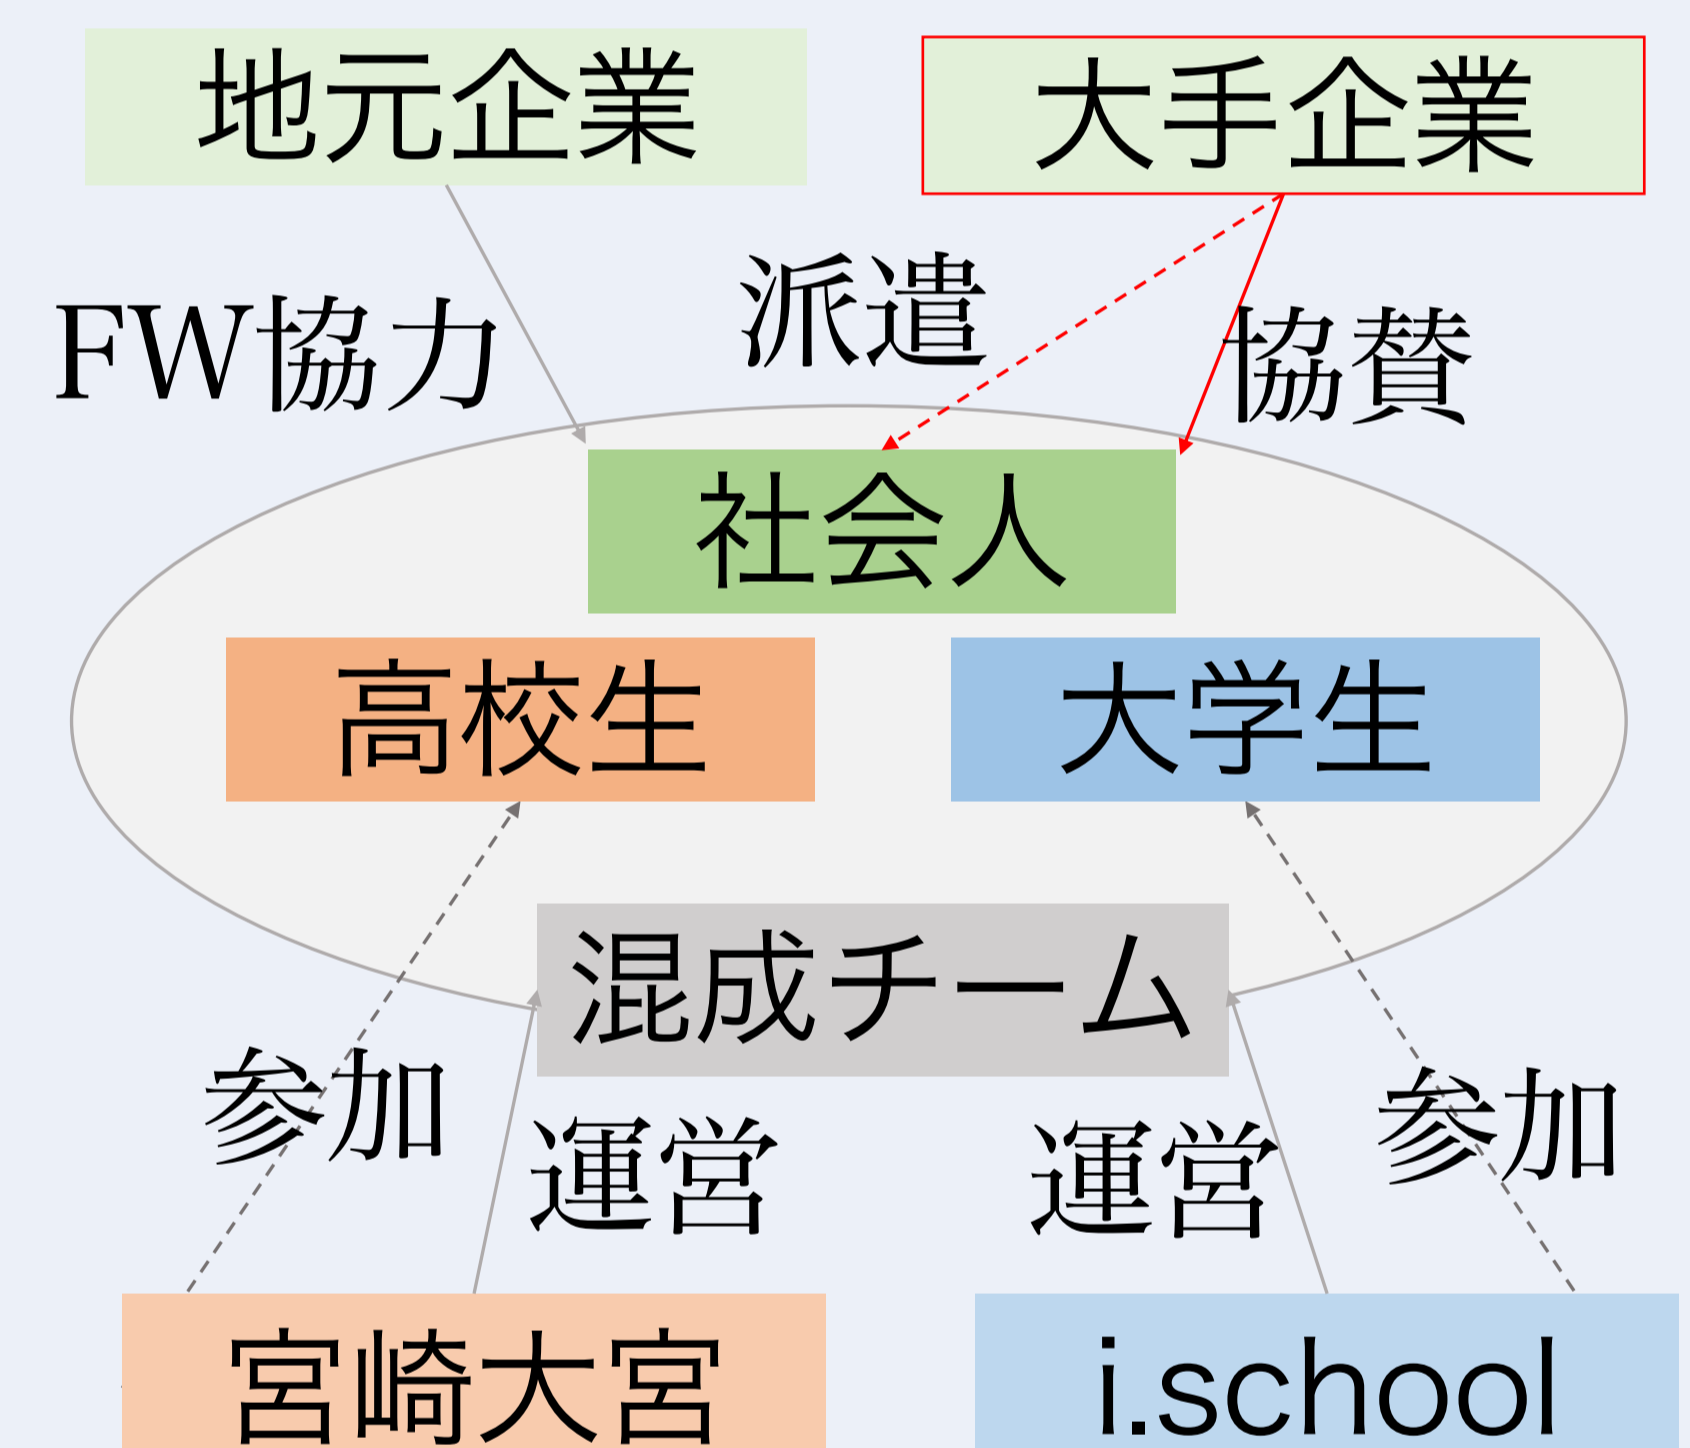 地元企業
大手企業
FW協力
派遣
協賛
社会人
高校生
大学生
混成チーム
参加
運営
運営
参加
宮崎大宮
i.school